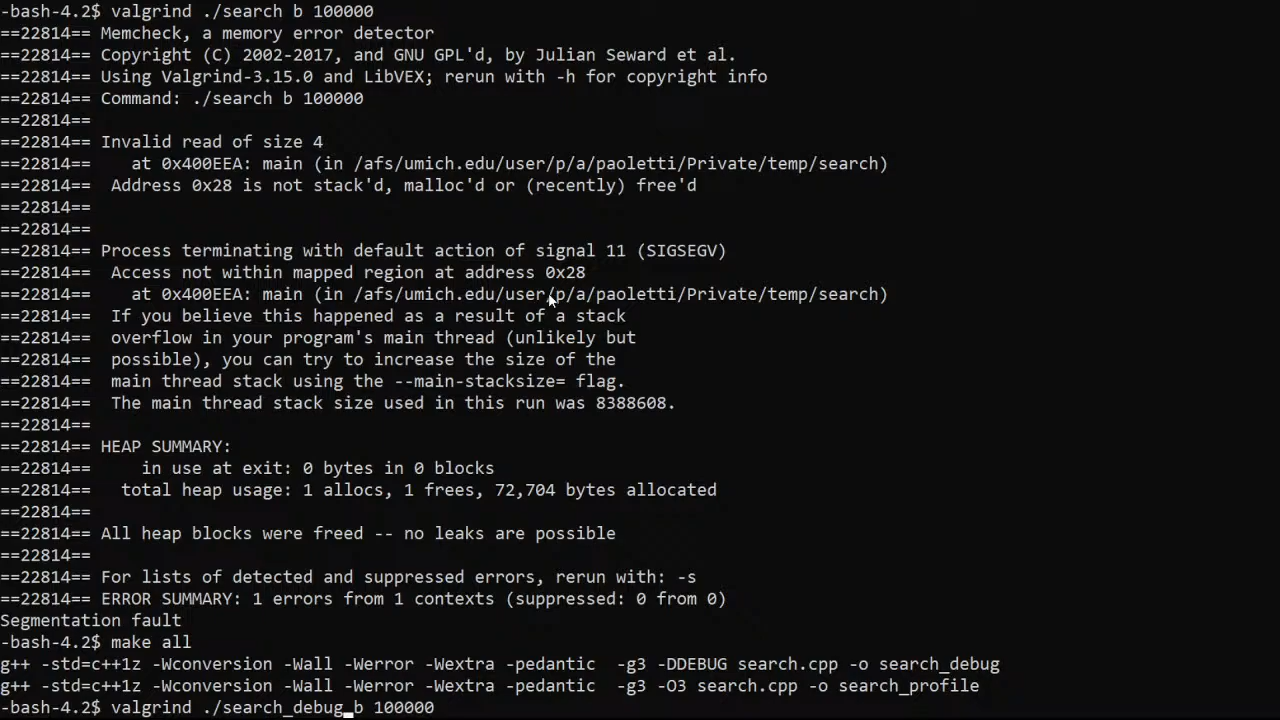 -bash-4.2$ valgrind ./search b 100000
==22814== Memcheck, a memory error detector
==22814== Copyright (C) 2002-2017, and GNU GPL'd, by Julian Seward et al.
==22814== Using Valgrind-3.15.0 and LibVEX; rerun with -h for copyright info
==22814== Command: ./search b 100000
==22814==
==22814== Invalid read of size 4
==22814==    at 0x400EEA: main (in /afs/umich.edu/user/p/a/paoletti/Private/temp/search)
==22814==  Address 0x28 is not stack'd, malloc'd or (recently) free'd
==22814==
==22814==
==22814== Process terminating with default action of signal 11 (SIGSEGV)
==22814==  Access not within mapped region at address 0x28
==22814==    at 0x400EEA: main (in /afs/umich.edu/user/p/a/paoletti/Private/temp/search)
==22814==  If you believe this happened as a result of a stack
==22814==  overflow in your program's main thread (unlikely but
==22814==  possible), you can try to increase the size of the
==22814==  main thread stack using the --main-stacksize= flag.
==22814==  The main thread stack size used in this run was 8388608.
==22814==
==22814== HEAP SUMMARY:
==22814==     in use at exit: 0 bytes in 0 blocks
==22814==   total heap usage: 1 allocs, 1 frees, 72,704 bytes allocated
==22814==
==22814== All heap blocks were freed -- no leaks are possible
==22814==
==22814== For lists of detected and suppressed errors, rerun with: -s
==22814== ERROR SUMMARY: 1 errors from 1 contexts (suppressed: 0 from 0)
Segmentation fault
-bash-4.2$ make all
g++ -std=c++1z -Wconversion -Wall -Werror -Wextra -pedantic  -g3 -DDEBUG search.cpp -o search_debug
g++ -std=c++1z -Wconversion -Wall -Werror -Wextra -pedantic  -g3 -O3 search.cpp -o search_profile
-bash-4.2$ valgrind ./search_debug b 100000